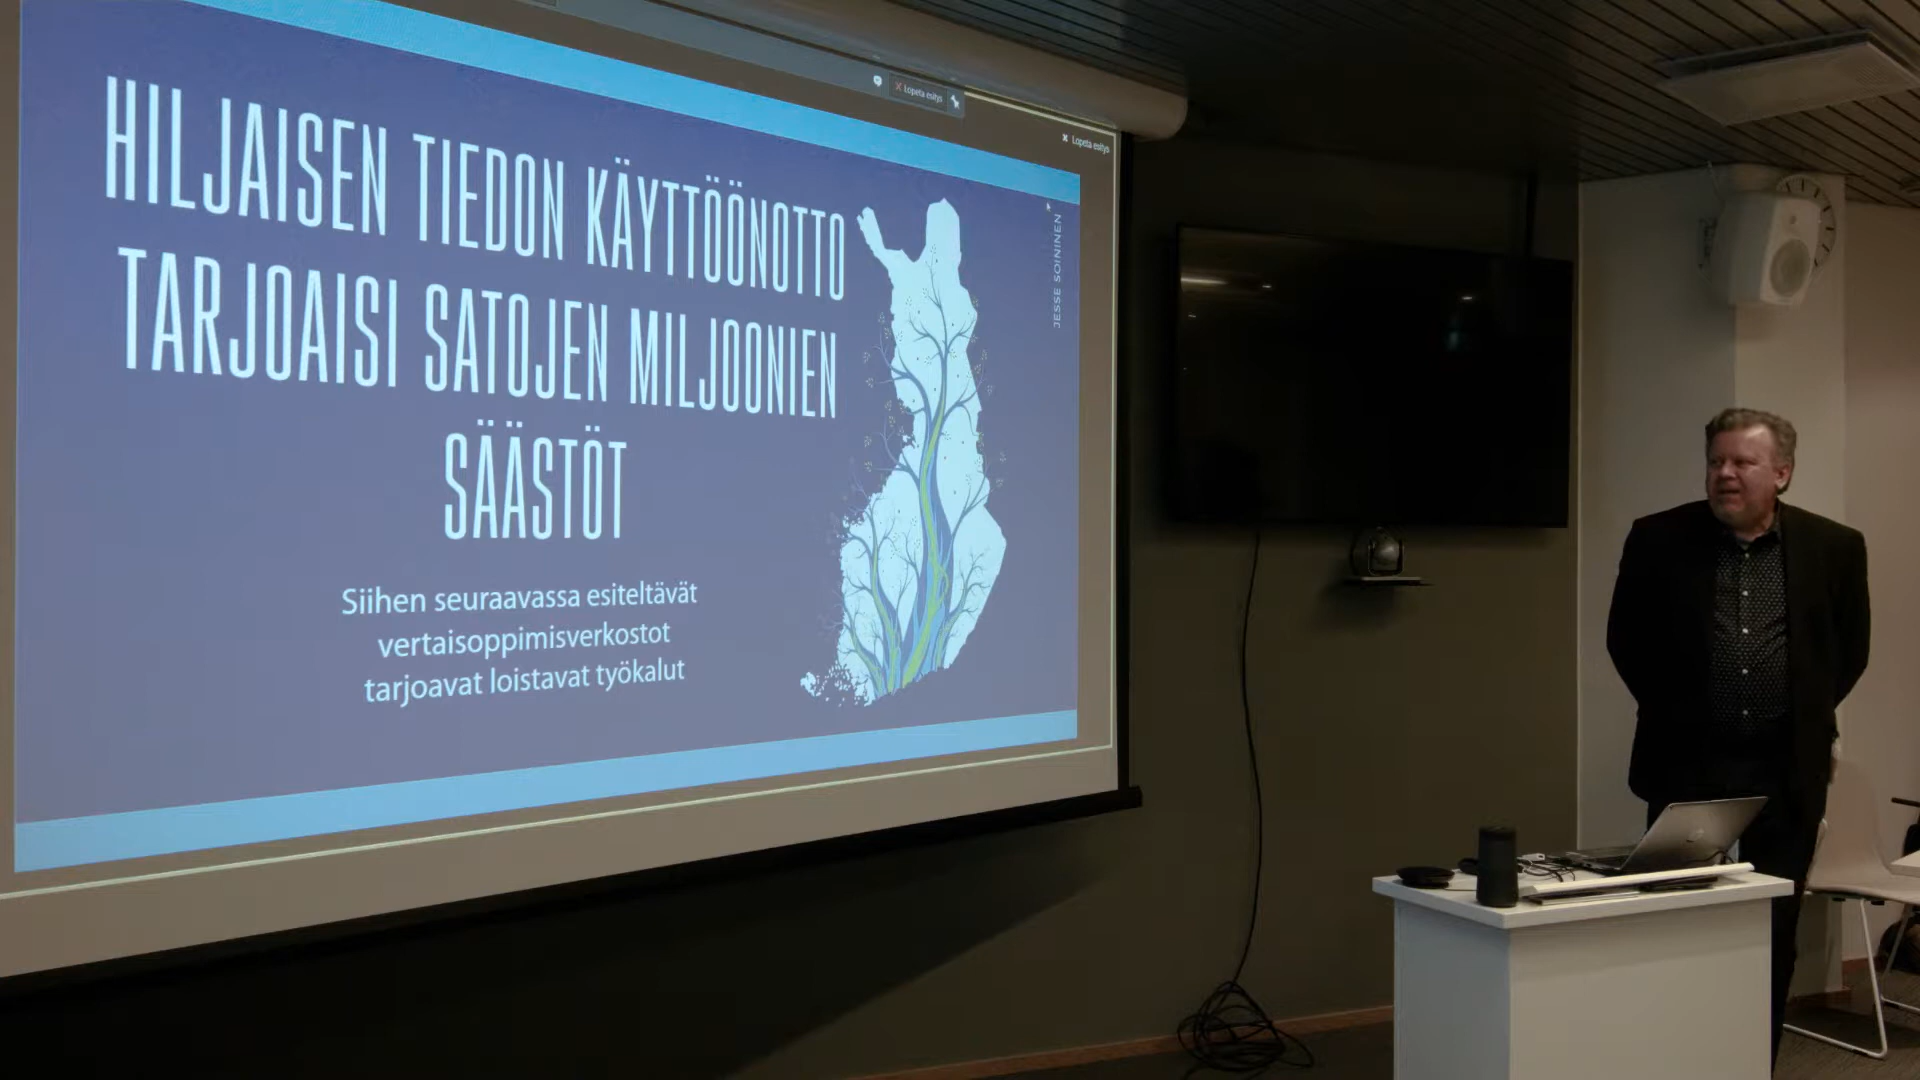 Lopeta esitys
Lopeta esitys
HILJAISEN TIEDON KÄYTTÖÖNOTTO
TARJOAISI SATOJEN MILJOONIEN
SÄÄSTÖT
JESSE SOININEN
Siihen seuraavassa esiteltävät
vertaisoppimisverkostot
tarjoavat loistavat työkalut